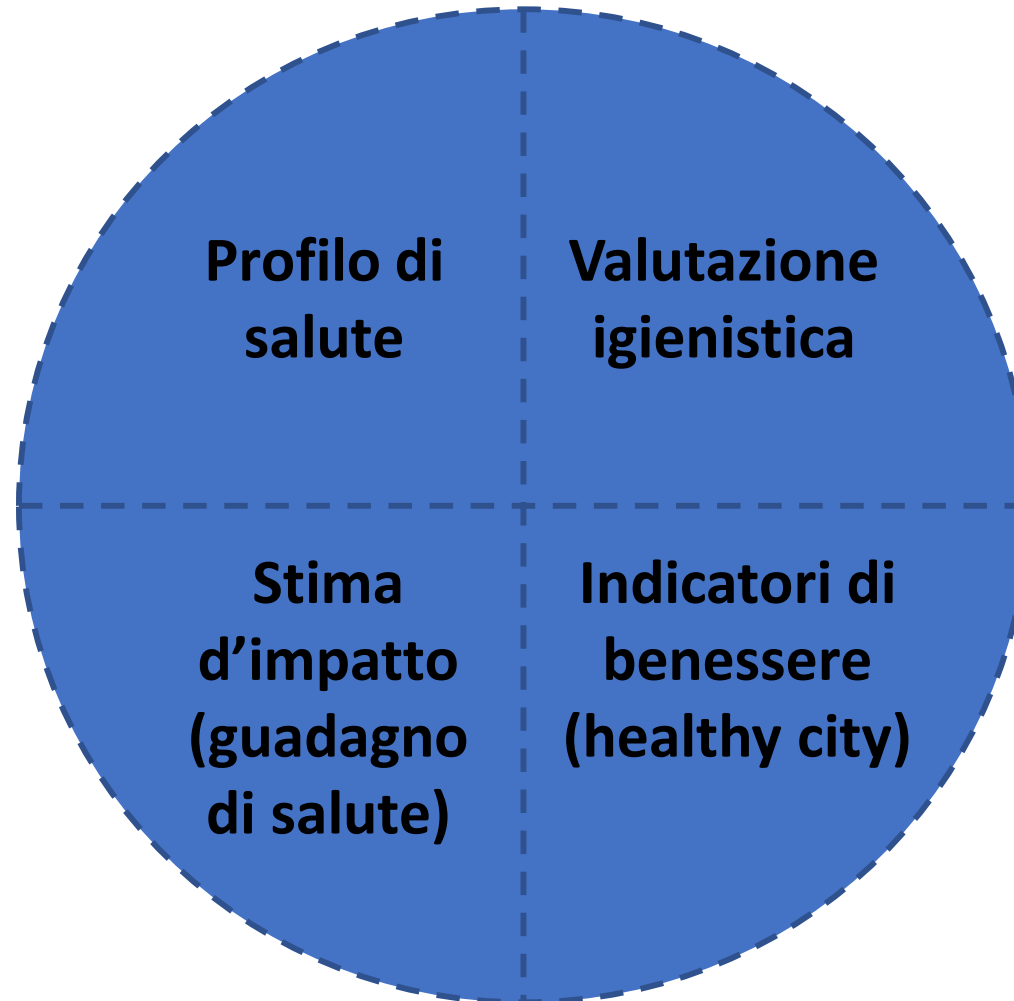 Profilo di
salute
Valutazione
igienistica
Stima
d’impatto
(guadagno
di salute)
Indicatori di
benessere
(healthy city)